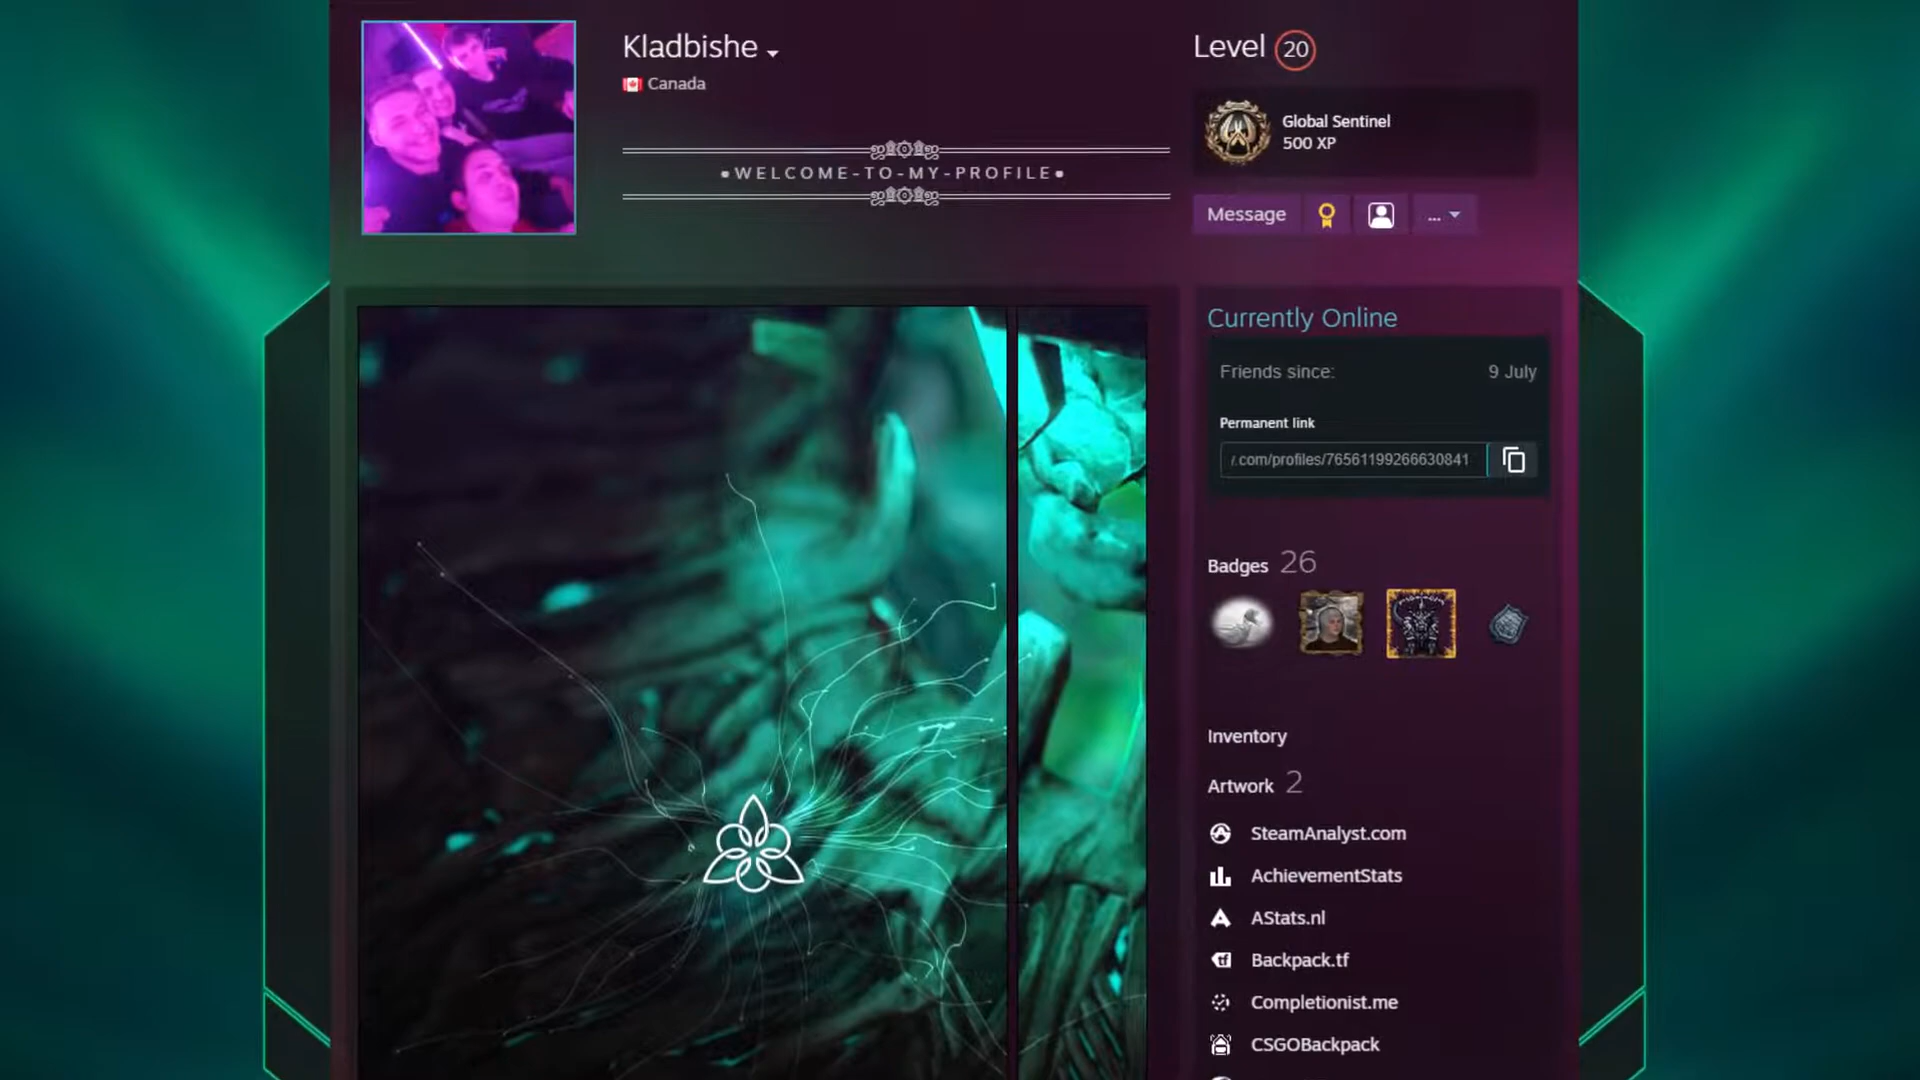 Kladbishe
Canada
•WELCOME-TO-MY-PROFILE•
Level 20
Global Sentinel
500 XP
Message
...
Currently Online
Friends since: 9 July
Permanent link
/.com/profiles/76561199266630841
Badges 26
Inventory
Artwork 2
SteamAnalyst.com
AchievementStats
AStats.nl
Backpack.tf
Completionist.me
CSGOBackpack